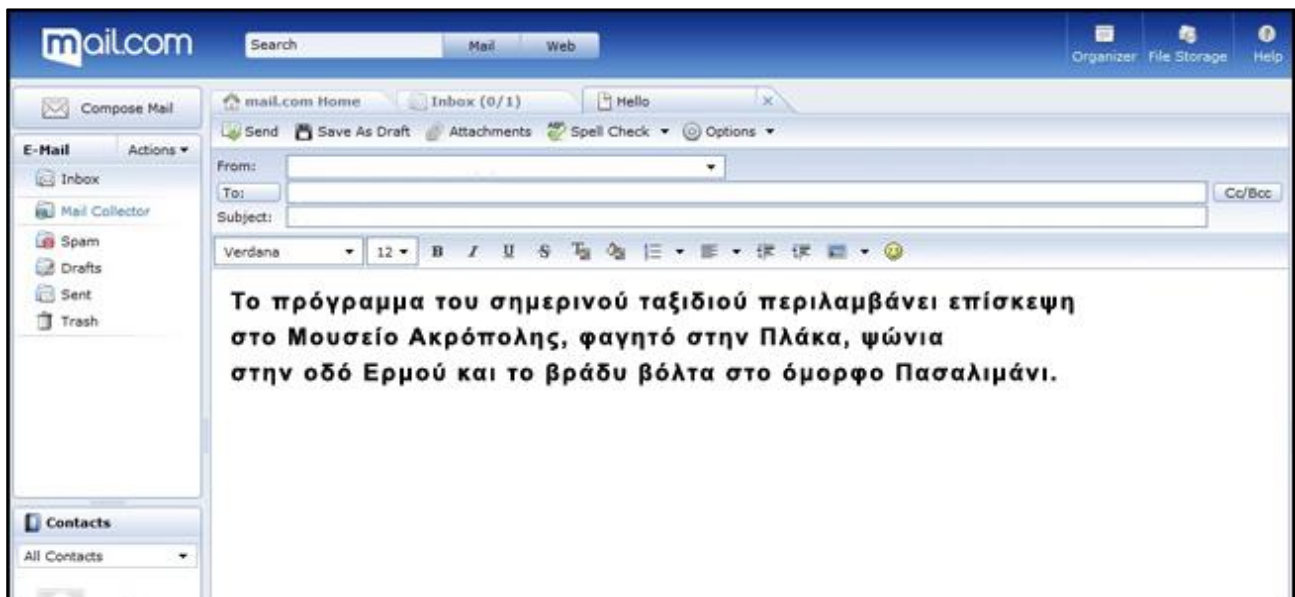 mail.com Search Mail Web Organizer File Storage Help
Compose Mail mail.com Home Inbox (0/1) Hello
Send Save As Draft Attachments Spell Check Options
E-Mail Actions
From:
Inbox
To: Cc/Bcc
Mail Collector
Subject:
Spam
Verdana 12 B I U S
Drafts
Sent
Trash
Το πρόγραμμα του σημερινού ταξιδιού περιλαμβάνει επίσκεψη
στο Μουσείο Ακρόπολης, φαγητό στην Πλάκα, ψώνια
στην οδό Ερμού και το βράδυ βόλτα στο όμορφο Πασαλιμάνι.
Contacts
All Contacts